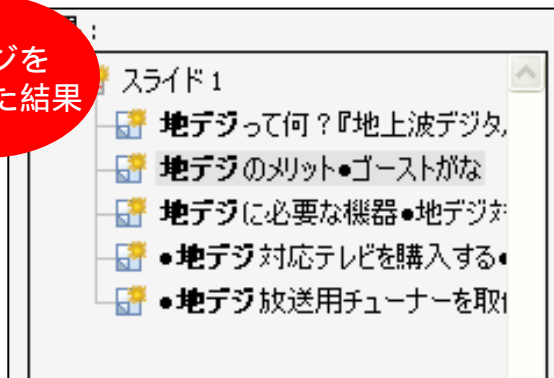 ジを
た結果
:
スライド 1
地デジって何？『地上波デジタ
地デジのメリット●ゴーストがな
地デジに必要な機器●地デジ対
●地デジ対応テレビを購入する●
●地デジ放送用チューナーを取